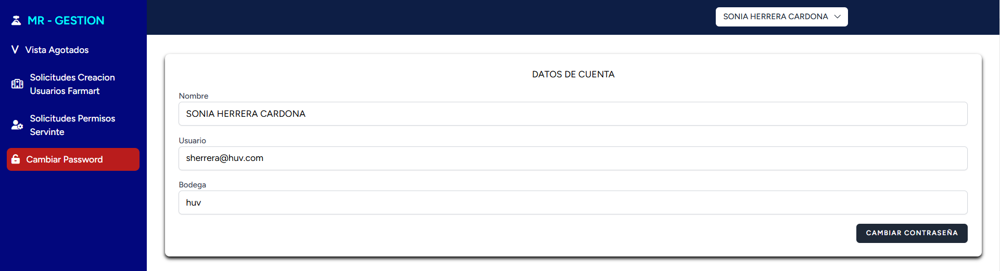 MR - GESTION
SONIA HERRERA CARDONA
V Vista Agotados
Solicitudes Creacion
Usuarios Farmart
Solicitudes Permisos
Servinte
Cambiar Password
DATOS DE CUENTA
Nombre
SONIA HERRERA CARDONA
Usuario
sherrera@huv.com
Bodega
huv
CAMBIAR CONTRASEÑA